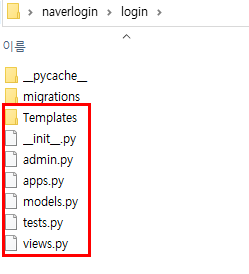 naverlogin > login >
이름
__pycache__
migrations
Templates
__init__.py
admin.py
apps.py
models.py
tests.py
views.py